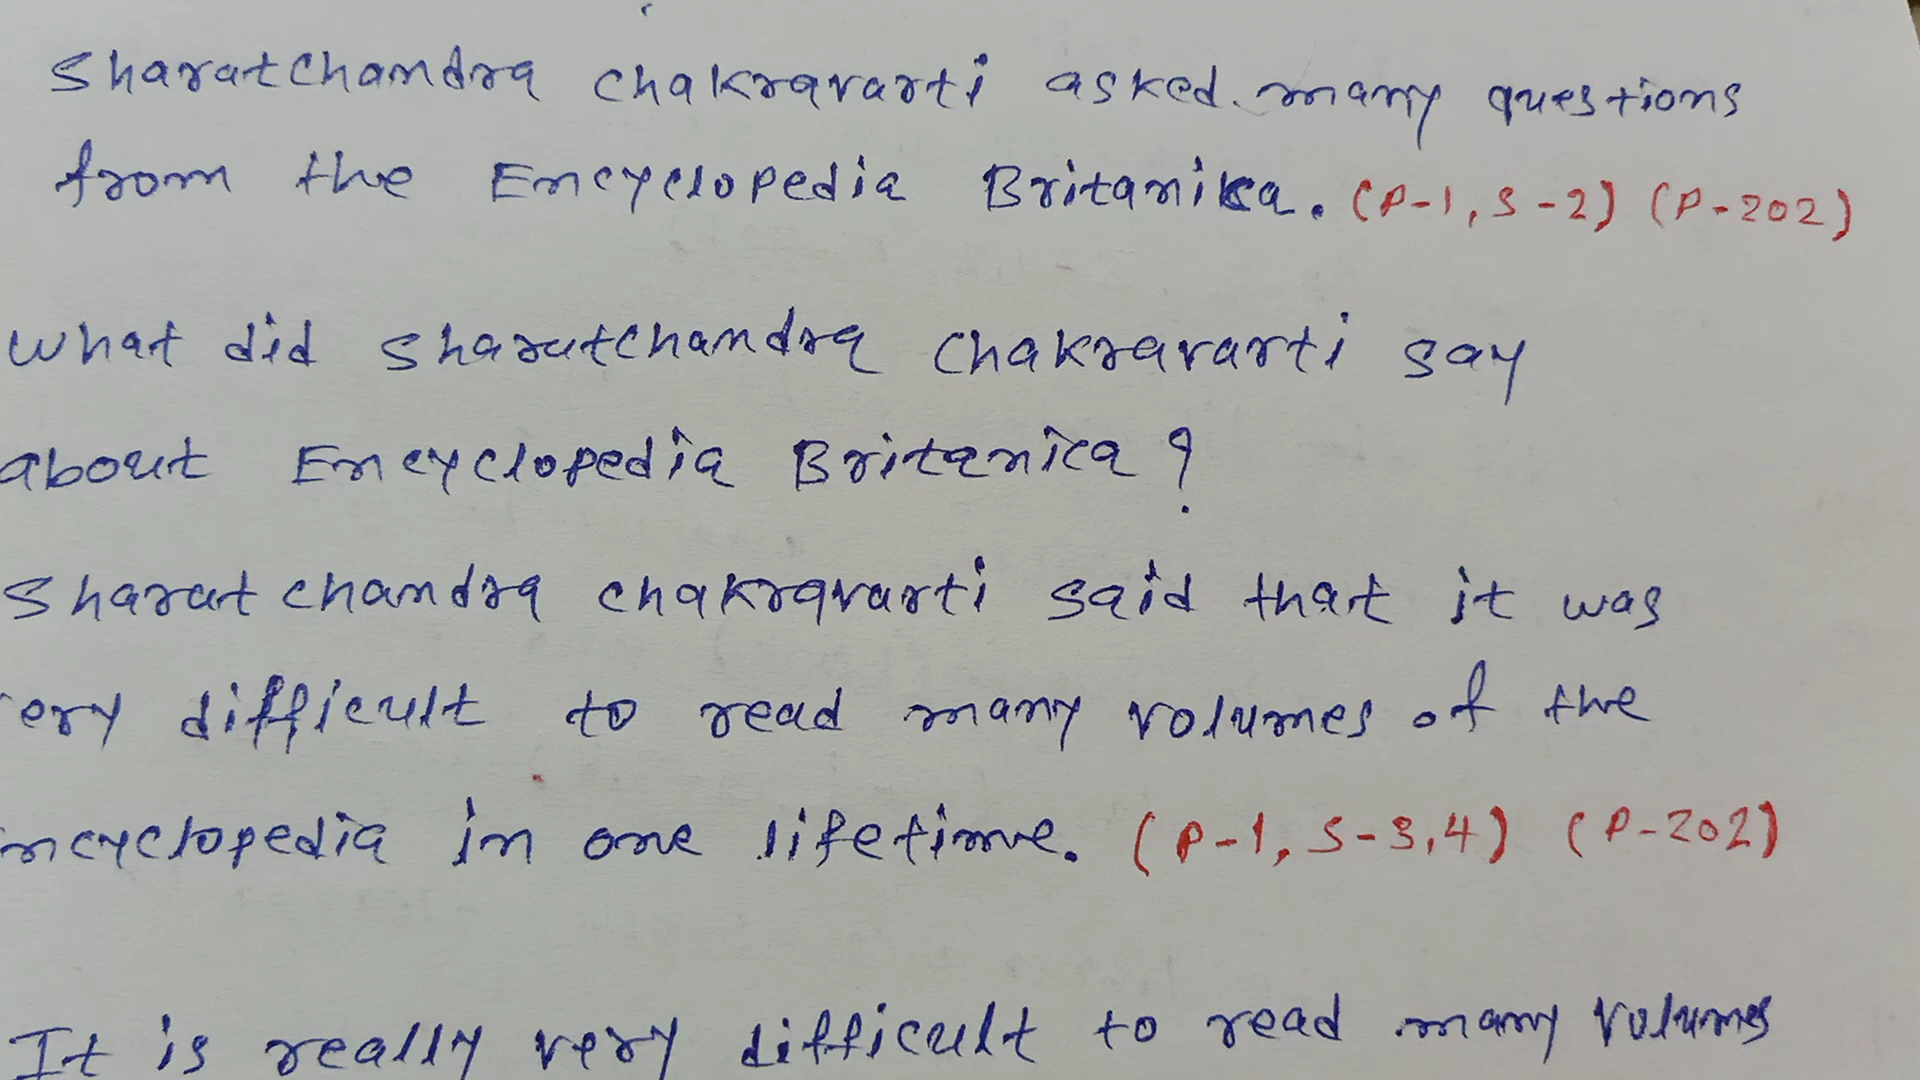 Sharatchandra Chakravarti asked many questions
from the Encyclopedia Britanika. (P-1, S-2) (P-202)
What did Sharatchandra Chakravarti say
about Encyclopedia Britanica?
Sharatchandra Chakravarti said that it was
ery difficult to read many volumes of the
ncyclopedia in one lifetime. (P-1, S-3,4) (P-202)
It is really very difficult to read many volumes